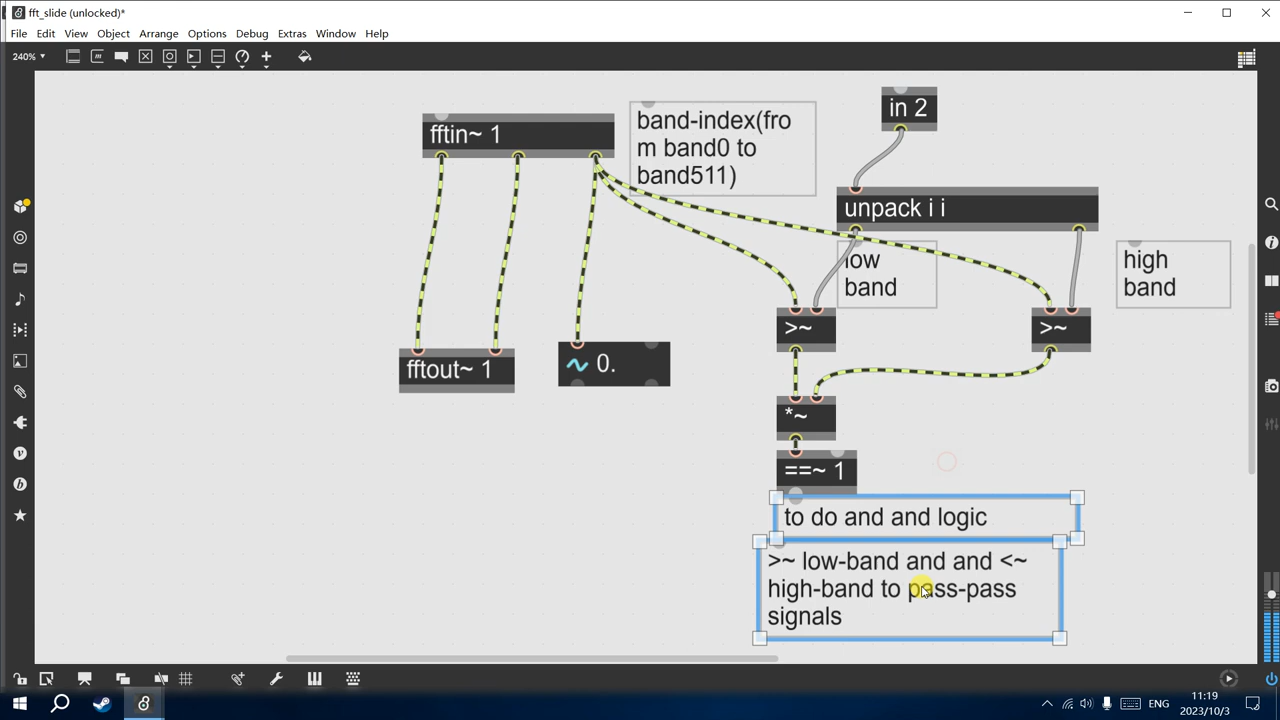 fft_slide (unlocked)*
File Edit View Object Arrange Options Debug Extras Window Help
240%
in 2
fftin~ 1
band-index(fro
m band0 to
band511)
unpack i i
low
band
high
band
>~
>~
fftout~ 1
0.
*~
==~ 1
to do and and logic
>~ low-band and and <~
high-band to pass-pass
signals
ENG
11:19
2023/10/3